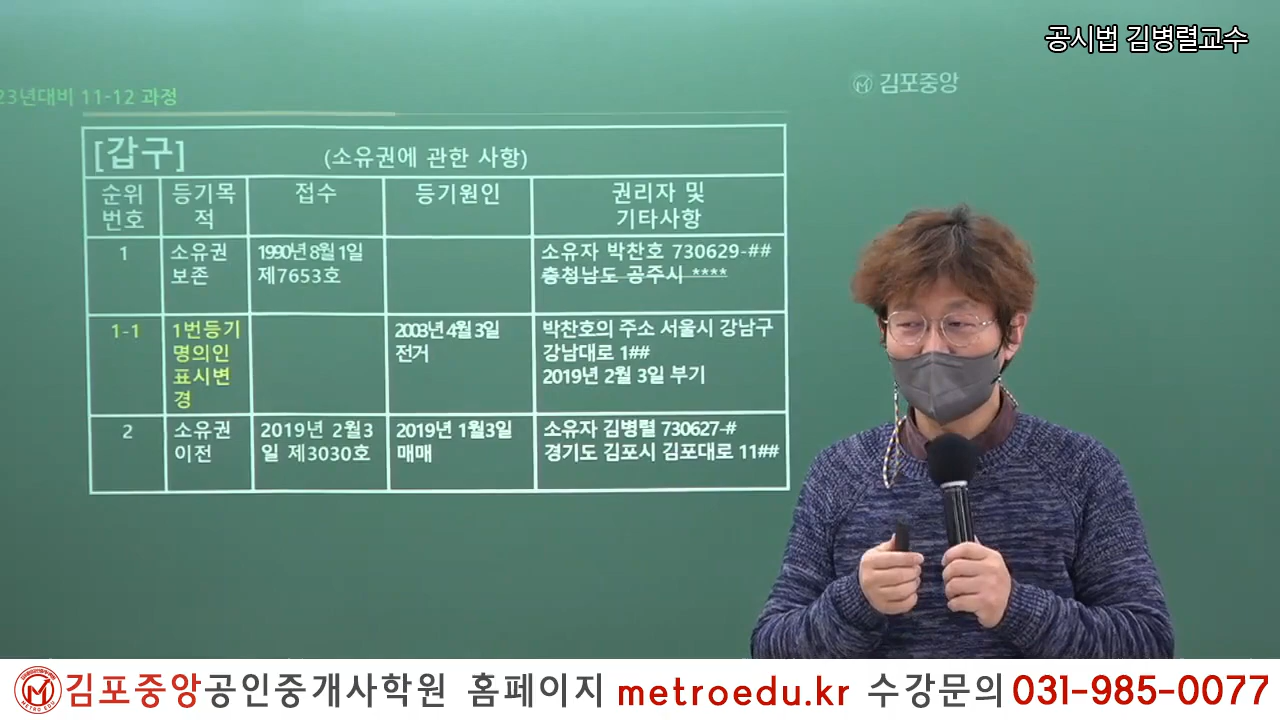 공시법 김병렬교수
김포중앙
23년대비 11-12 과정
[갑구] (소유권에 관한 사항)
순위번호 등기목적 접수 등기원인 권리자 및 기타사항
1 소유권 보존 1990년 8월 1일 제7653호 소유자 박찬호 730629-## 충청남도 공주시 ****
1-1 1번등기명의인표시변경 2003년 4월 3일 전거 박찬호의 주소 서울시 강남구 강남대로 1## 2019년 2월 3일 부기
2 소유권 이전 2019년 2월3일 제3030호 2019년 1월3일 매매 소유자 김병렬 730627-# 경기도 김포시 김포대로 11##
METRO EDU 김포중앙공인중개사학원 홈페이지 metroedu.kr 수강문의 031-985-0077